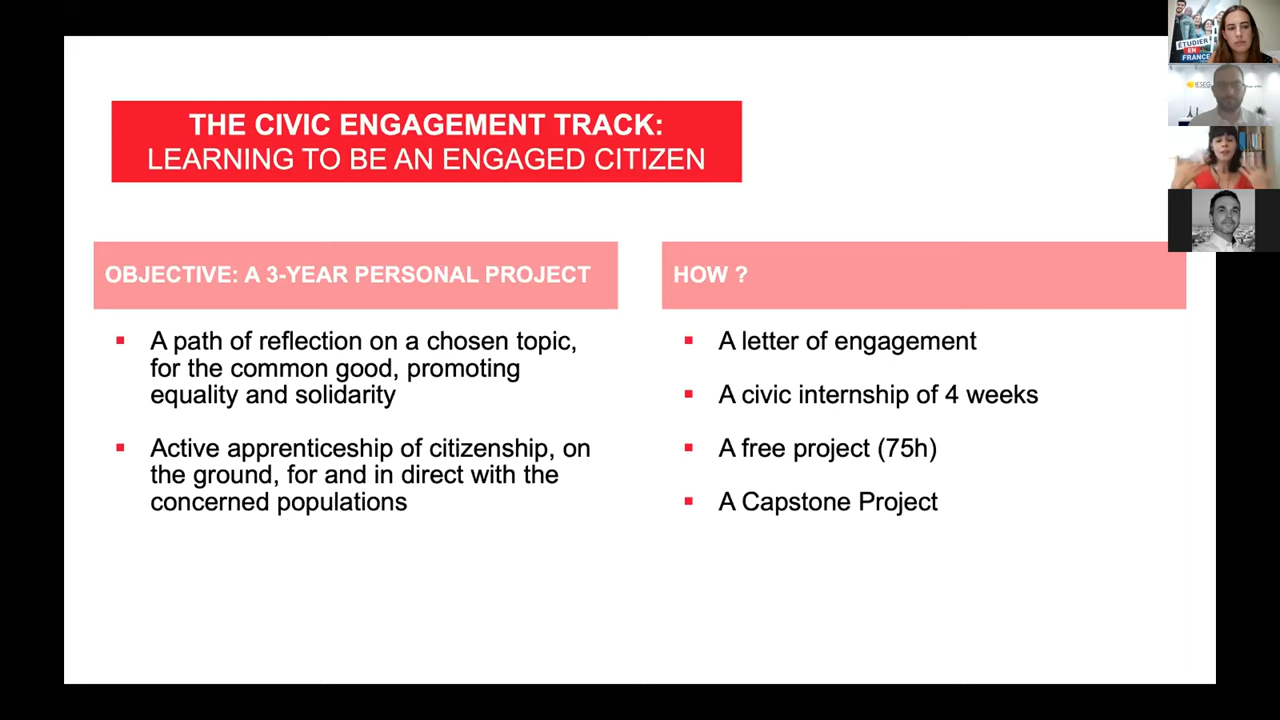 THE CIVIC ENGAGEMENT TRACK:
LEARNING TO BE AN ENGAGED CITIZEN
OBJECTIVE: A 3-YEAR PERSONAL PROJECT
▪ A path of reflection on a chosen topic,
for the common good, promoting
equality and solidarity
▪ Active apprenticeship of citizenship, on
the ground, for and in direct with the
concerned populations
HOW ?
▪ A letter of engagement
▪ A civic internship of 4 weeks
▪ A free project (75h)
▪ A Capstone Project
ÉTUDIER
EN
FRANCE
IESEG